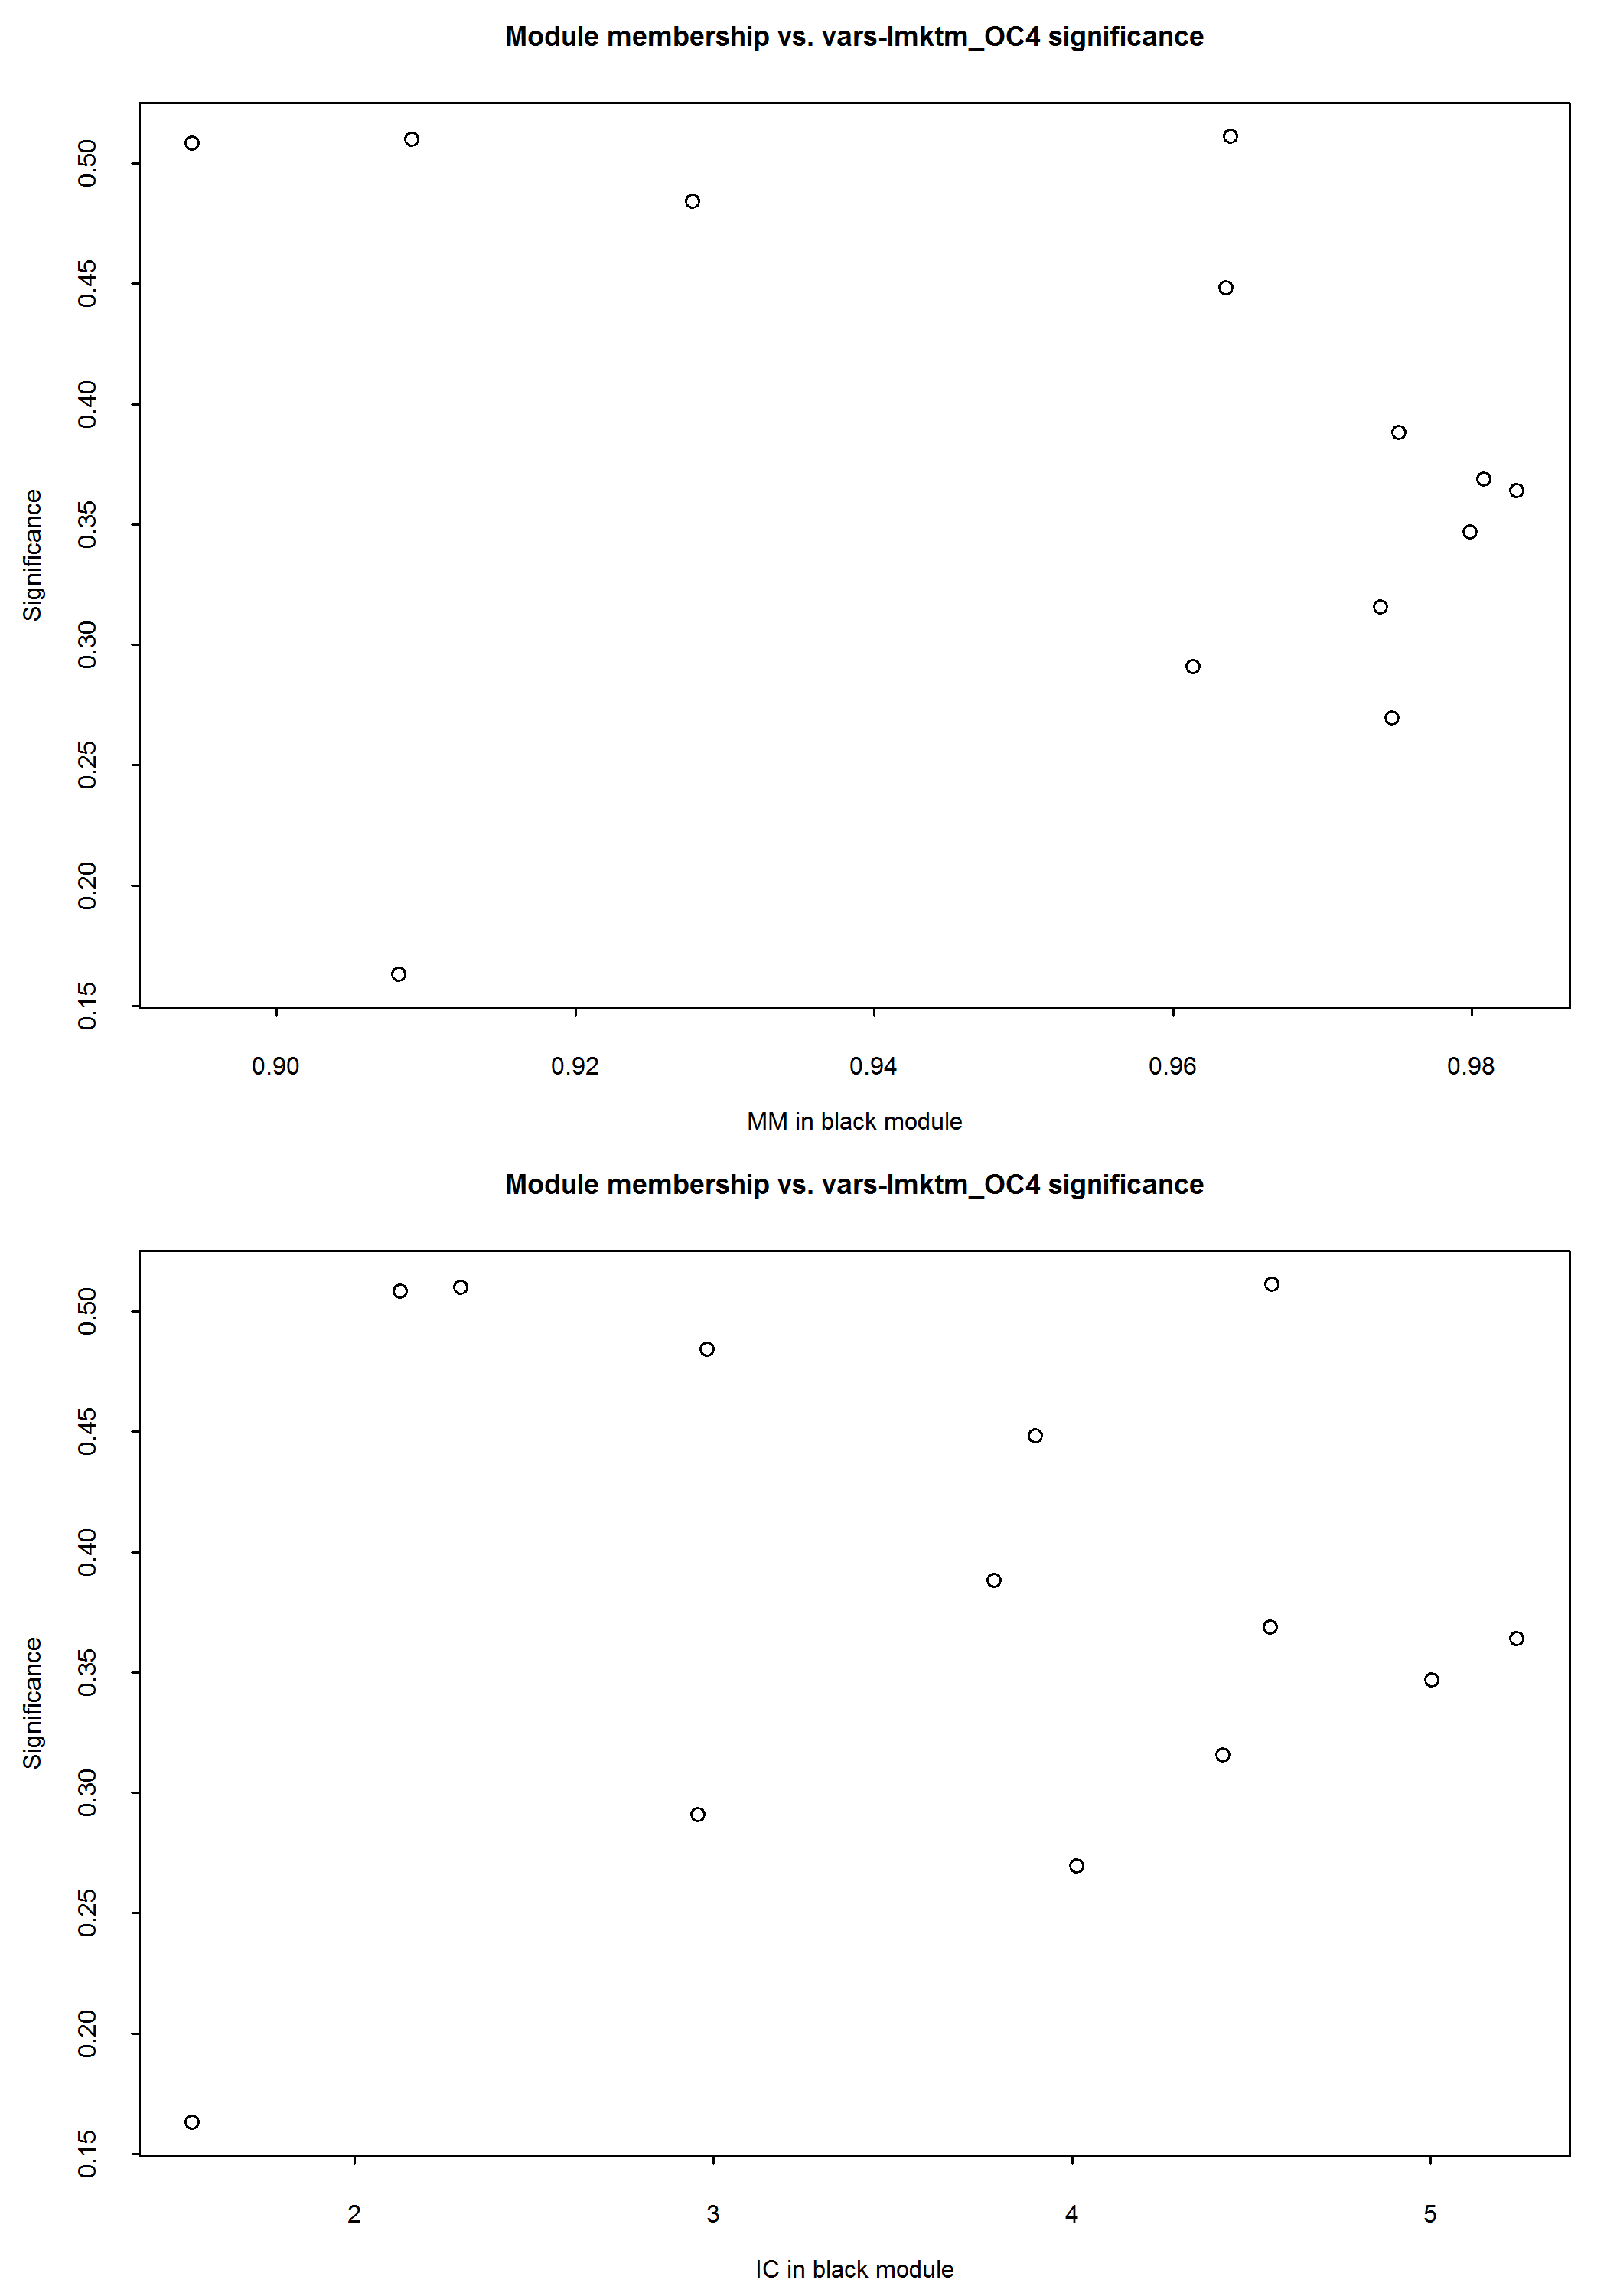 Module membership vs. vars-lmktm_OC4 significance
0.50
0.45
0.40
0.35
0.30
0.25
0.20
0.15
Significance
0.90 0.92 0.94 0.96 0.98
MM in black module
Module membership vs. vars-lmktm_OC4 significance
0.50
0.45
0.40
0.35
0.30
0.25
0.20
0.15
Significance
2 3 4 5
IC in black module